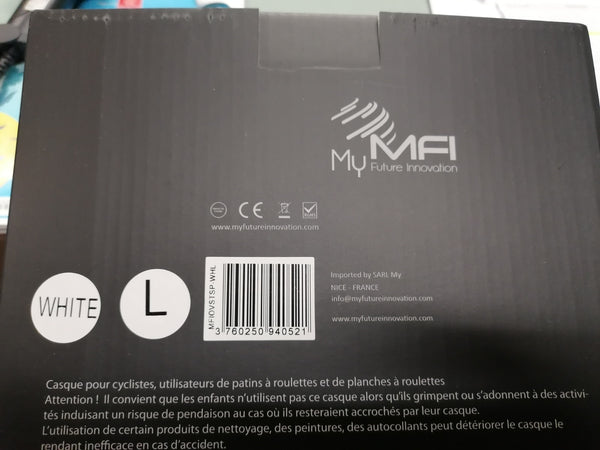 My MFI
Future Innovation
CE
www.myfutureinnovation.com
WHITE
L
MFIOVSTSP-WHL
3 760250 940521
Imported by SARL My
NICE - FRANCE
info@myfutureinnovation.com
www.myfutureinnovation.com
Casque pour cyclistes, utilisateurs de patins à roulettes et de planches à roulettes
Attention ! Il convient que les enfants n'utilisent pas ce casque alors qu'ils grimpent ou s'adonnent à des activi-
tés induisant un risque de pendaison au cas où ils resteraient accrochés par leur casque.
L'utilisation de certain produits de nettoyage, des peintures, des autocollants peut détériorer le casque le
rendant inefficace en cas d'accident.